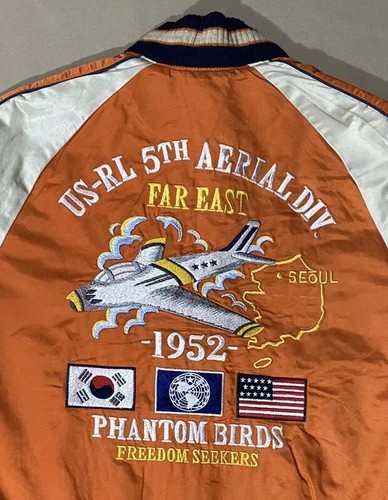 US-RL 5TH AERIAL DIV.
FAR EAST
SEOUL
-1952-
PHANTOM BIRDS
FREEDOM SEEKERS